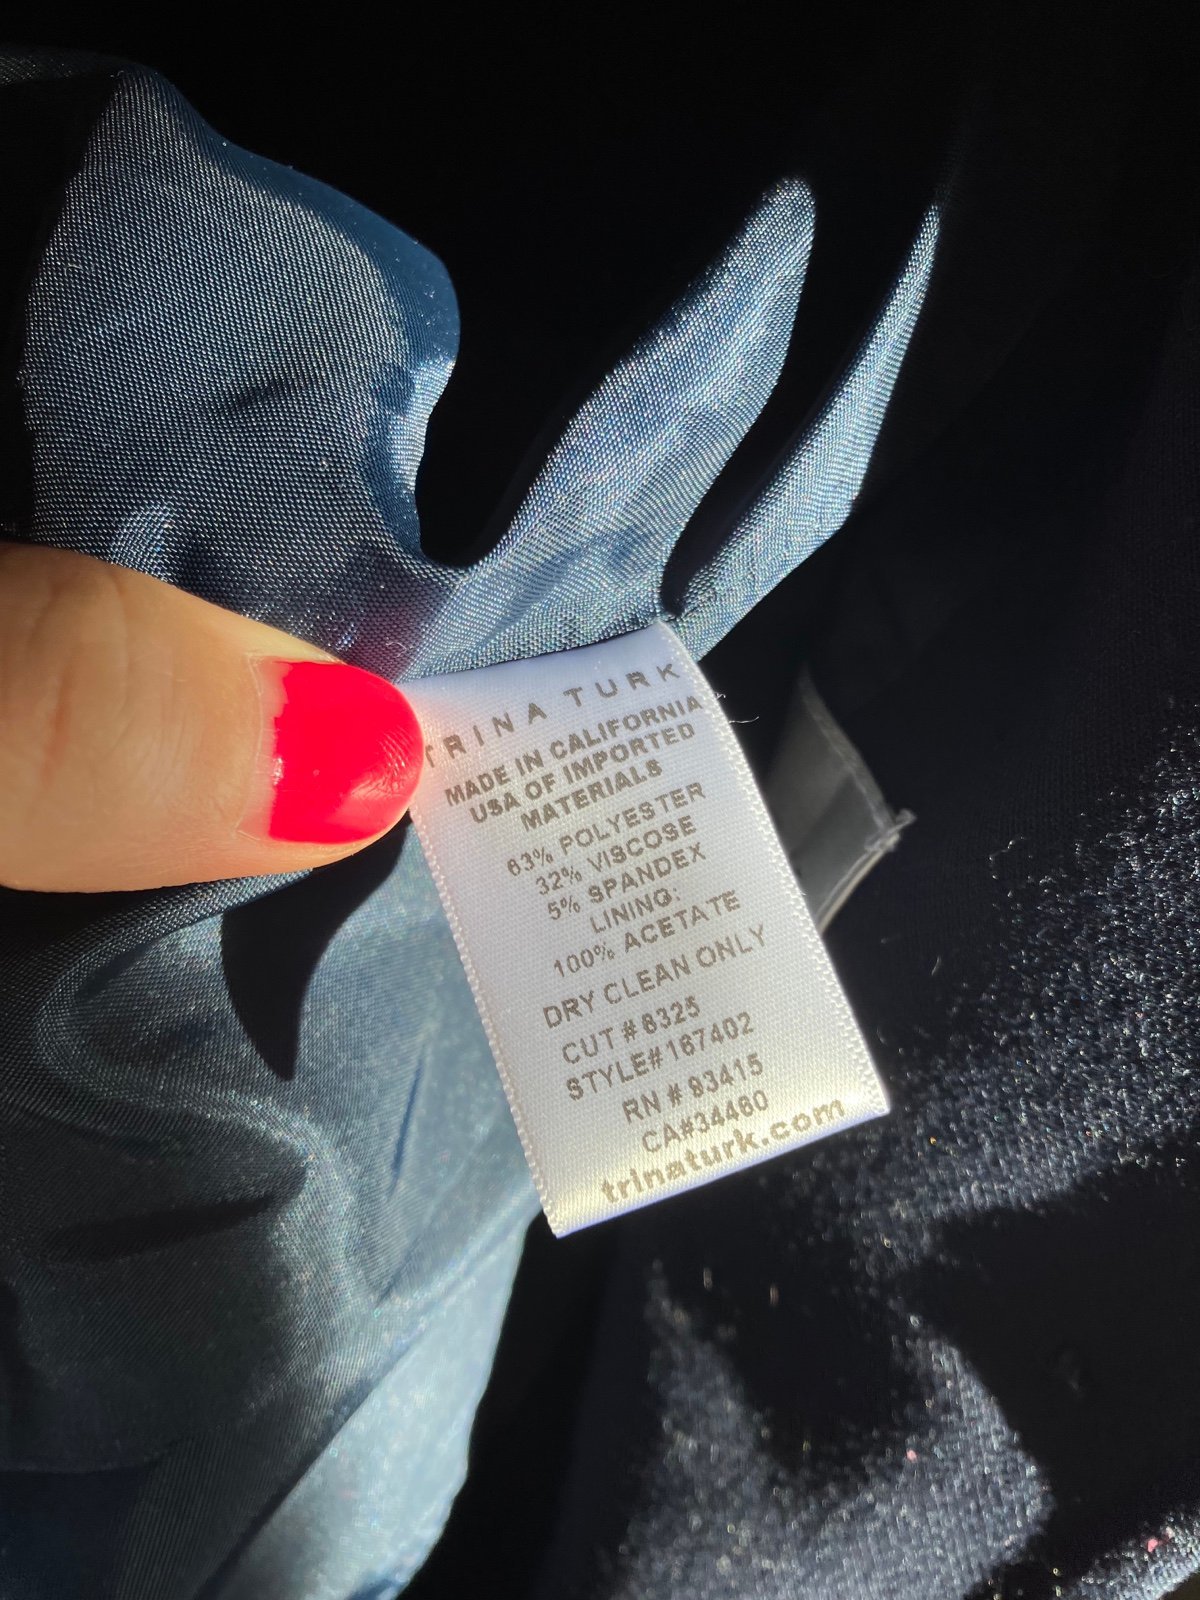 TRINA TURK
MADE IN CALIFORNIA
USA OF IMPORTED
MATERIALS
63% POLYESTER
32% VISCOSE
5% SPANDEX
LINING:
100% ACETATE
DRY CLEAN ONLY
CUT # 8325
STYLE# 167402
RN # 93415
CA#34460
trinaturk.com